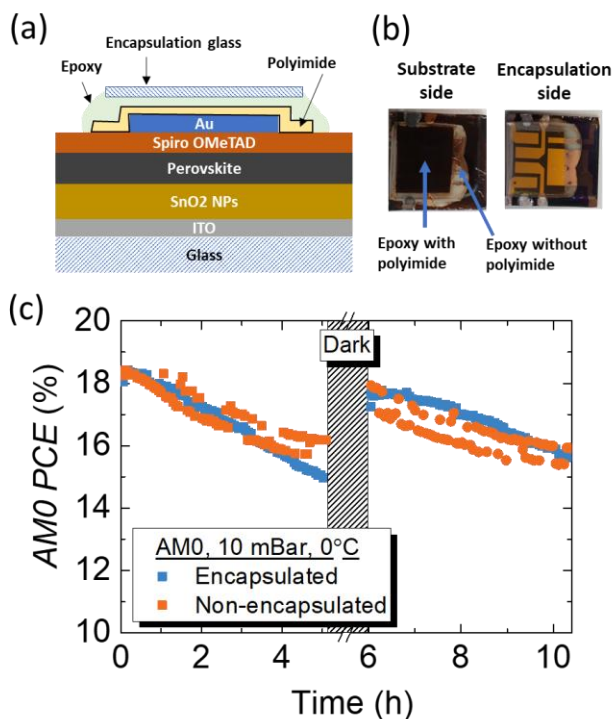 (a)
Encapsulation glass
Epoxy
Polyimide
Au
Spiro OMeTAD
Perovskite
SnO2 NPs
ITO
Glass
(b)
Substrate
side
Encapsulation
side
Epoxy with
polyimide
Epoxy without
polyimide
(c)
AM0 PCE (%)
20
18
16
14
12
10
Dark
AM0, 10 mBar, 0°C
Encapsulated
Non-encapsulated
0
2
4
6
8
10
Time (h)